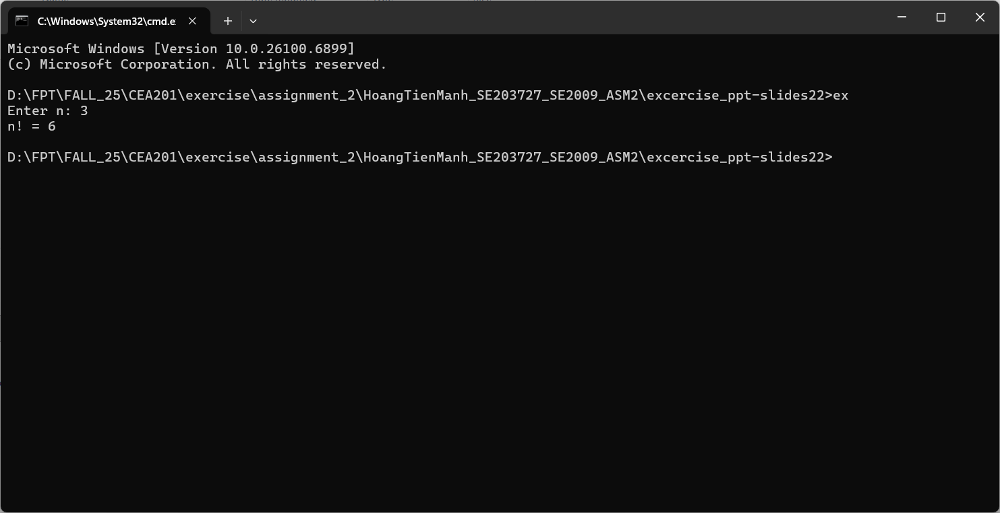 C:\Windows\System32\cmd.e
Microsoft Windows [Version 10.0.26100.6899]
(c) Microsoft Corporation. All rights reserved.
D:\FPT\FALL_25\CEA201\exercise\assignment_2\HoangTienManh_SE203727_SE2009_ASM2\excercise_ppt-slides22>ex
Enter n: 3
n! = 6
D:\FPT\FALL_25\CEA201\exercise\assignment_2\HoangTienManh_SE203727_SE2009_ASM2\excercise_ppt-slides22>